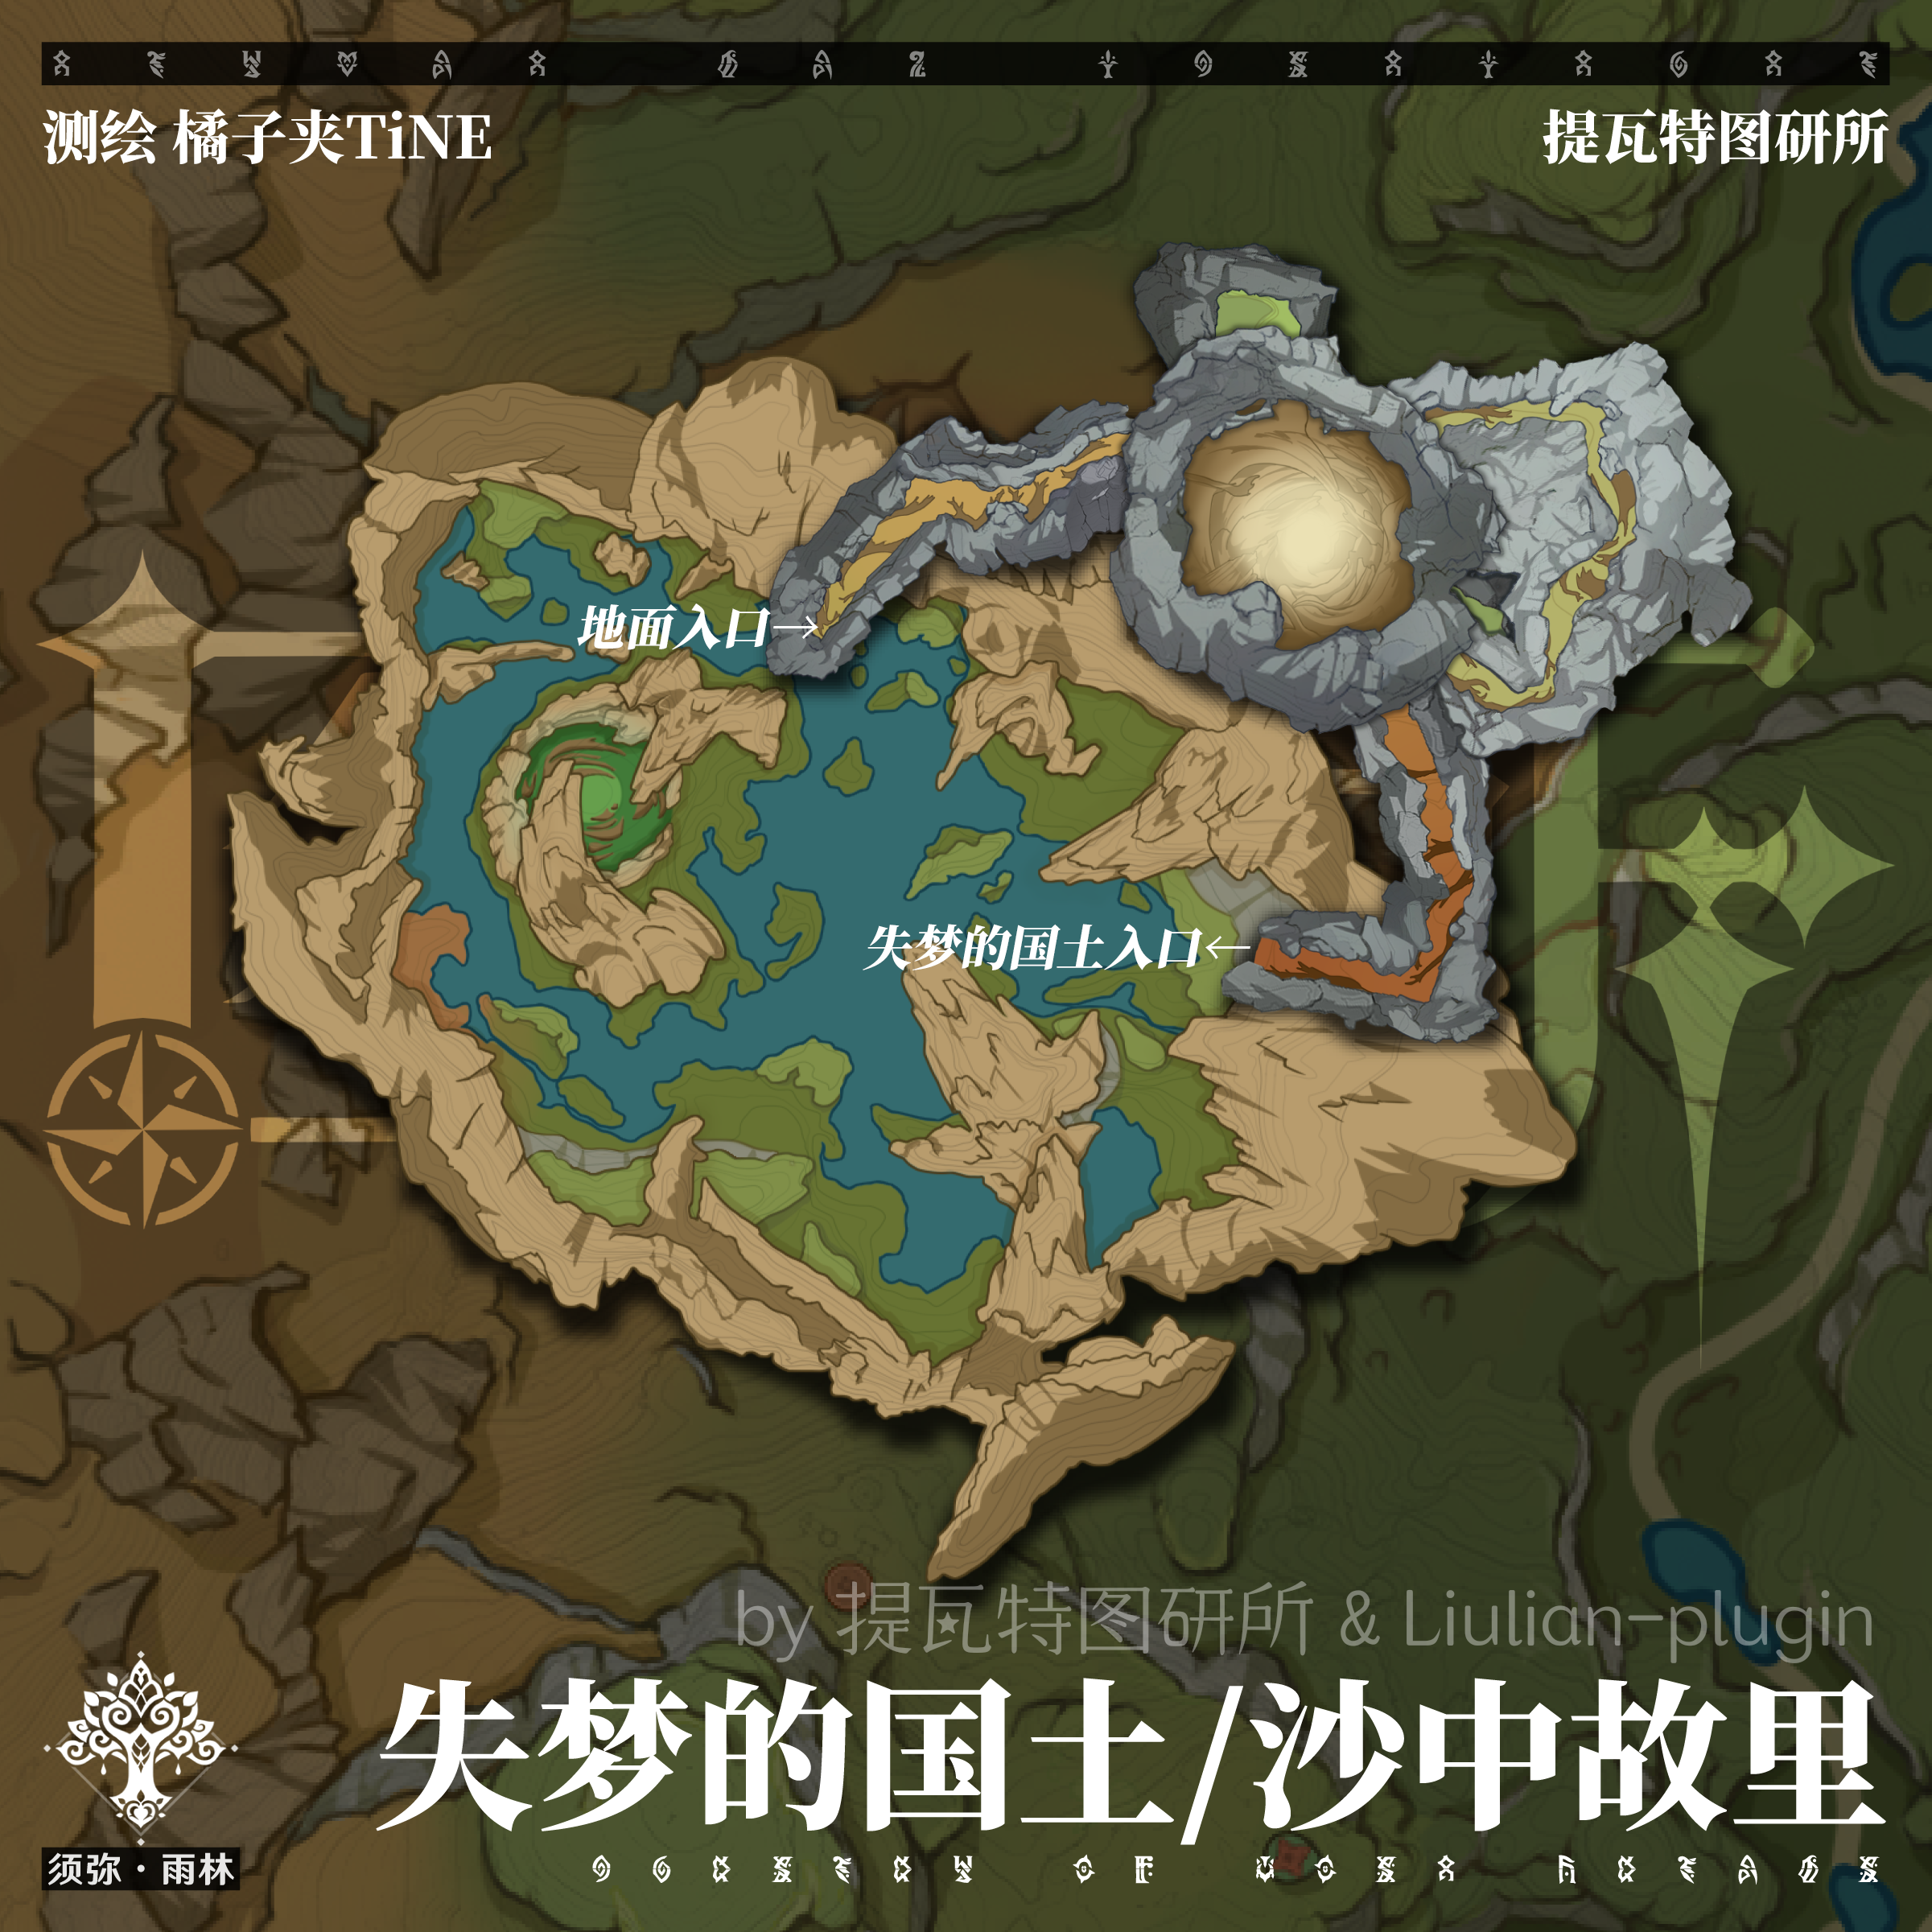 测绘 橘子夹TiNE
提瓦特图研所
地面入口→
失梦的国土入口←
by 提瓦特图研所 & Liulian-plugin
失梦的国土/沙中故里
须弥·雨林